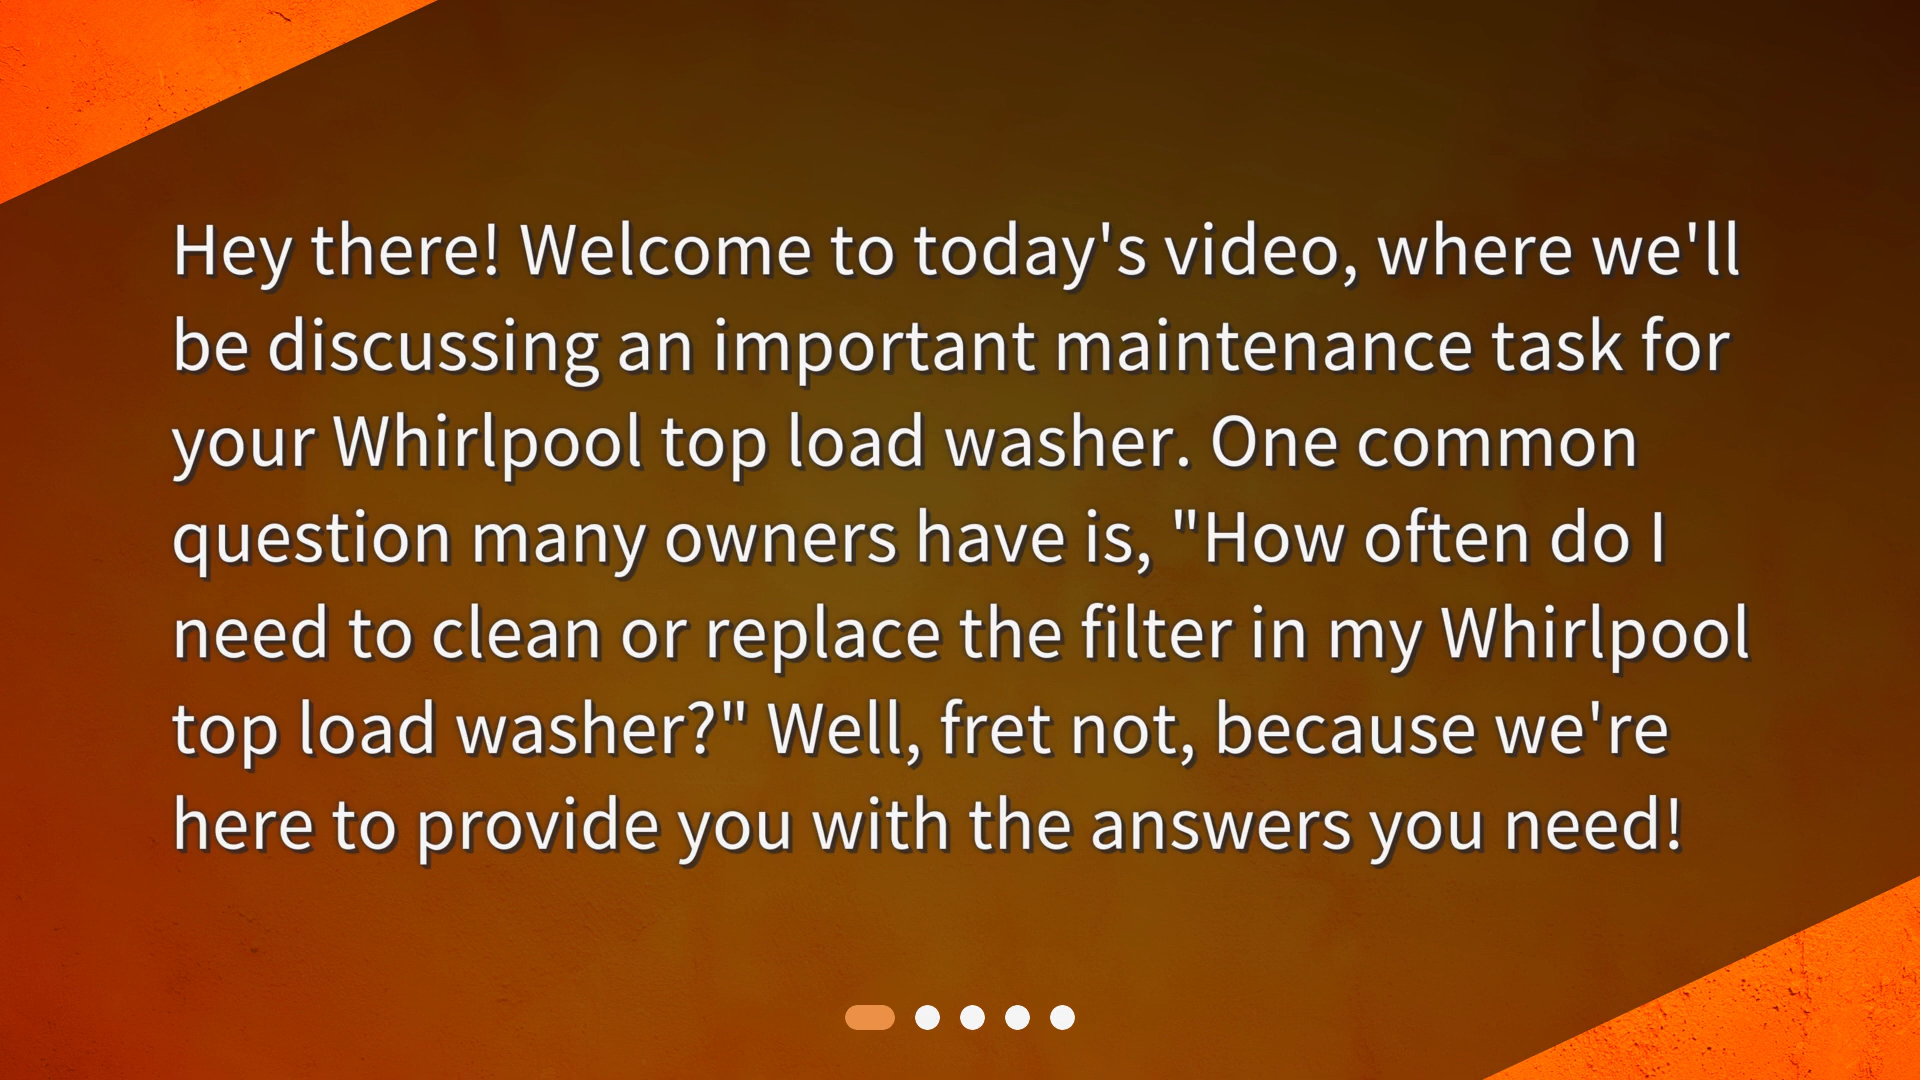 Hey there! Welcome to today's video, where we'll
be discussing an important maintenance task for
your Whirlpool top load washer. One common
question many owners have is, "How often do I
need to clean or replace the filter in my Whirlpool
top load washer?" Well, fret not, because we're
here to provide you with the answers you need!